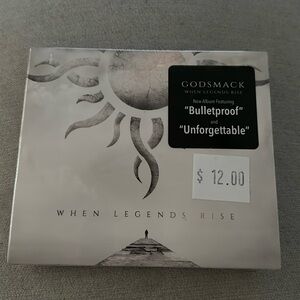 GODSMACK
WHEN LEGENDS RISE
New Album Featuring
"Bulletproof"
and
"Unforgettable"
$ 12.00
WHEN LEGENDS RISE